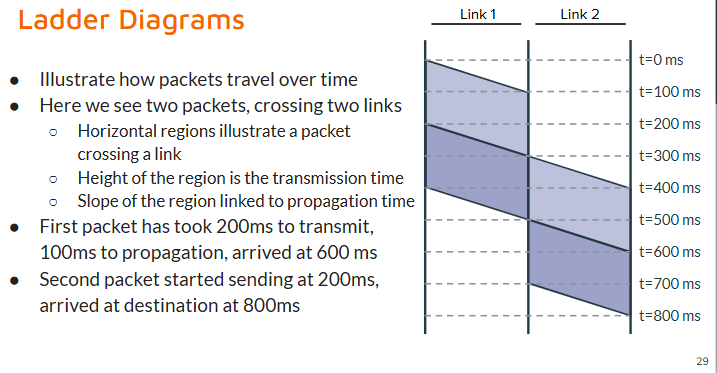 Ladder Diagrams
● Illustrate how packets travel over time
● Here we see two packets, crossing two links
○ Horizontal regions illustrate a packet
crossing a link
○ Height of the region is the transmission time
○ Slope of the region linked to propagation time
● First packet has took 200ms to transmit,
100ms to propagation, arrived at 600 ms
● Second packet started sending at 200ms,
arrived at destination at 800ms
Link 1
Link 2
t=0 ms
t=100 ms
t=200 ms
t=300 ms
t=400 ms
t=500 ms
t=600 ms
t=700 ms
t=800 ms
29